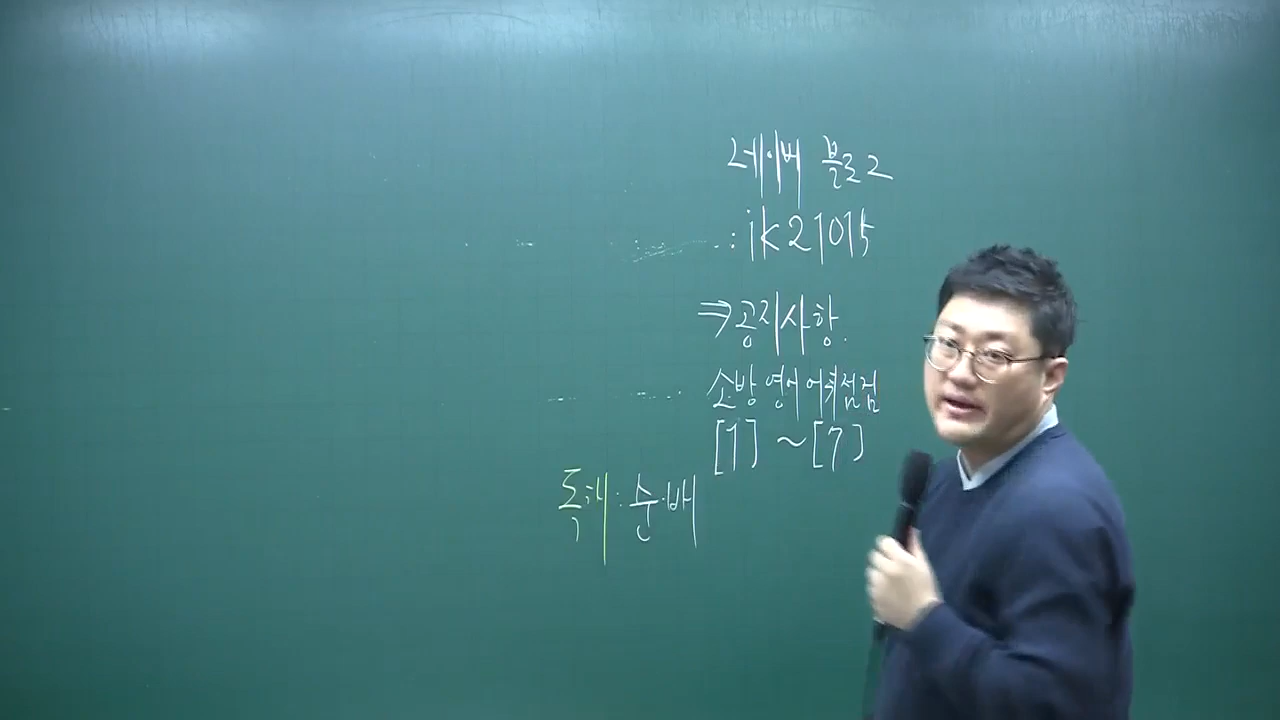 네이버 블로그
: ik21015
⇒ 공지사항.
소방 영어 어휘점검
[1] ~ [7]
독해 : 순·배